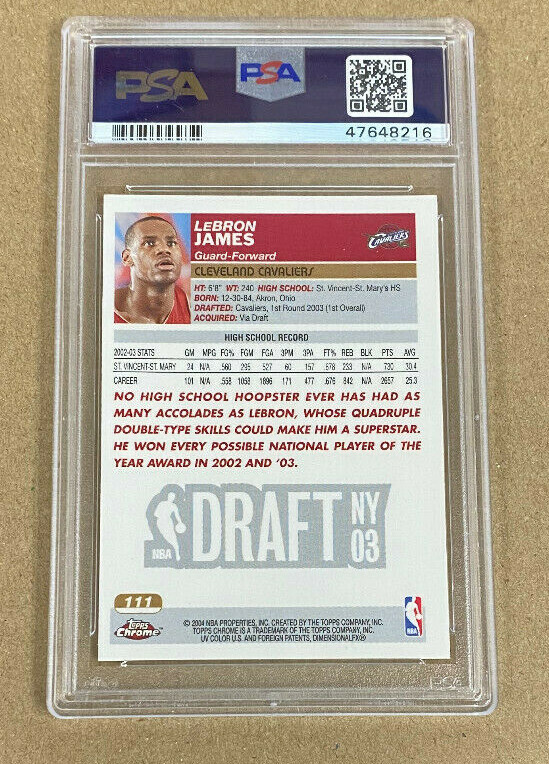 PSA
PSA
47648216
LEBRON
JAMES
Guard-Forward
CAVALIERS
CLEVELAND CAVALIERS
HT: 6'8" WT: 240 HIGH SCHOOL: St. Vincent-St. Mary's HS
BORN: 12-30-84, Akron, Ohio
DRAFTED: Cavaliers, 1st Round 2003 (1st Overall)
ACQUIRED: Via Draft
HIGH SCHOOL RECORD
2002-03 STATS GM MPG FG% FGM FGA 3PM 3PA FT% REB BLK PTS AVG
ST. VINCENT-ST. MARY 24 N/A .560 295 527 60 157 .678 233 N/A 730 30.4
CAREER 101 N/A .558 1058 1896 171 477 .676 842 N/A 2657 25.3
NO HIGH SCHOOL HOOPSTER EVER HAS HAD AS
MANY ACCOLADES AS LEBRON, WHOSE QUADRUPLE
DOUBLE-TYPE SKILLS COULD MAKE HIM A SUPERSTAR.
HE WON EVERY POSSIBLE NATIONAL PLAYER OF THE
YEAR AWARD IN 2002 AND '03.
NBA DRAFT NY 03
111
TOPPS Chrome
© 2004 NBA PROPERTIES, INC. CREATED BY THE TOPPS COMPANY, INC.
TOPPS CHROME IS A TRADEMARK OF THE TOPPS COMPANY, INC.
UV COLOR U.S. AND FOREIGN PATENTS, DIMENSIONALFX®
NBA
PSA